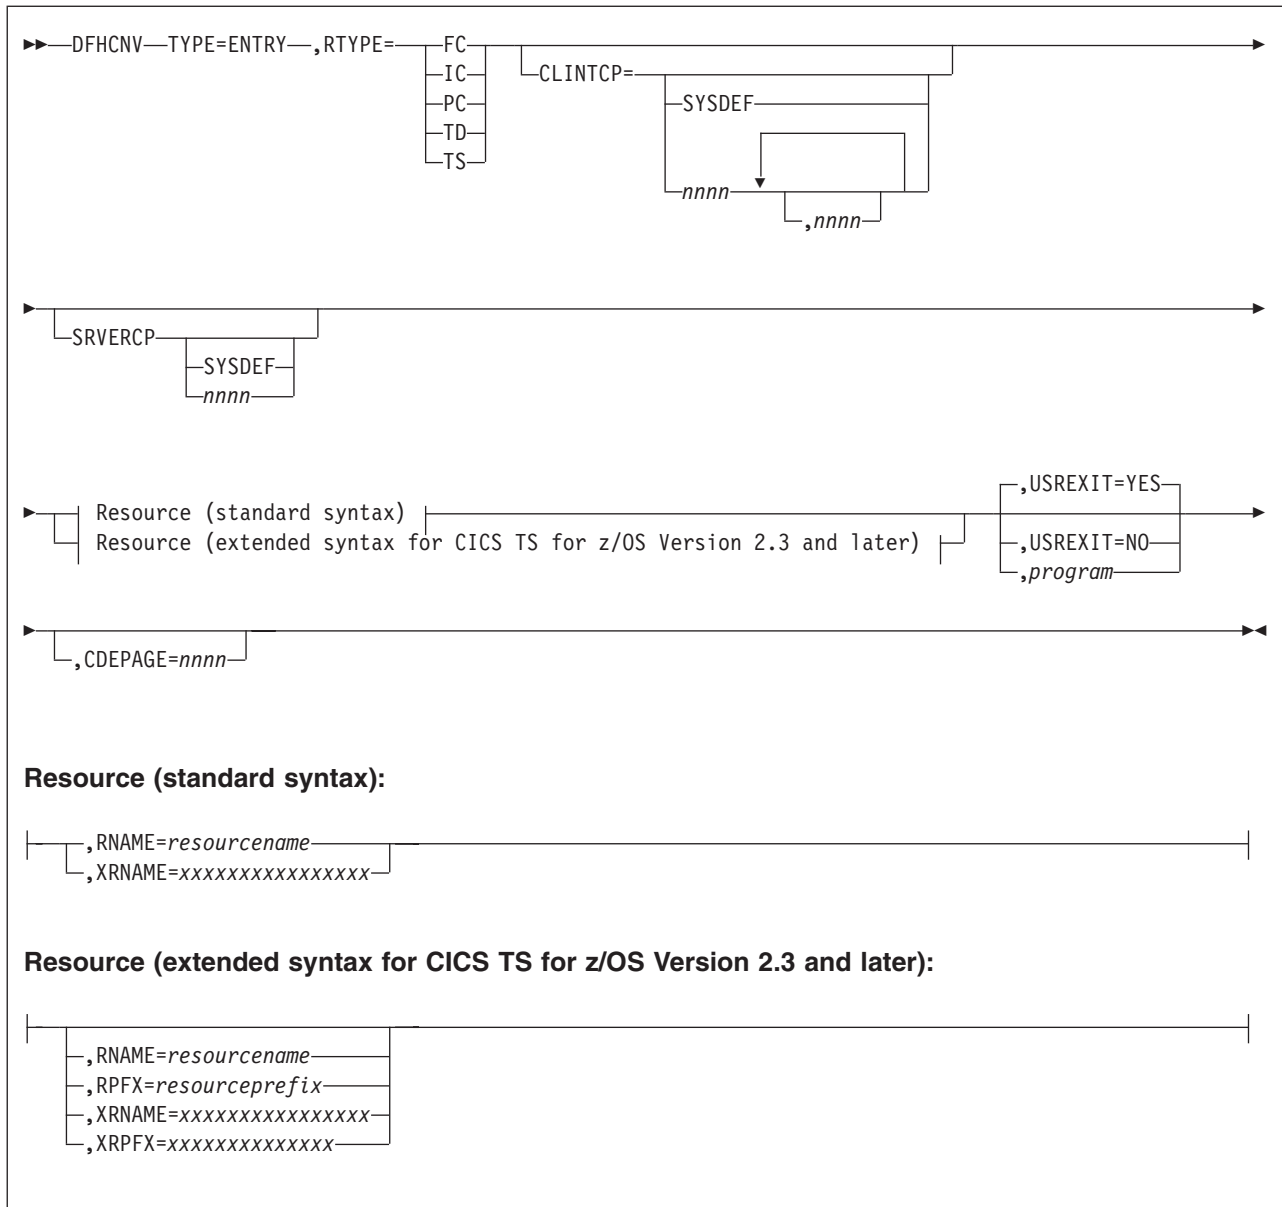 DFHCNV TYPE=ENTRY ,RTYPE= FC
IC
PC
TD
TS
CLINTCP=
SYSDEF
nnnn
,nnnn
SRVERCP
SYSDEF
nnnn
Resource (standard syntax)
Resource (extended syntax for CICS TS for z/OS Version 2.3 and later)
,USREXIT=YES
,USREXIT=NO
,program
,CDEPAGE=nnnn
Resource (standard syntax):
,RNAME=resourcename
,XRNAME=xxxxxxxxxxxxxxxx
Resource (extended syntax for CICS TS for z/OS Version 2.3 and later):
,RNAME=resourcename
,RPFX=resourceprefix
,XRNAME=xxxxxxxxxxxxxxxx
,XRPFX=xxxxxxxxxxxxxx